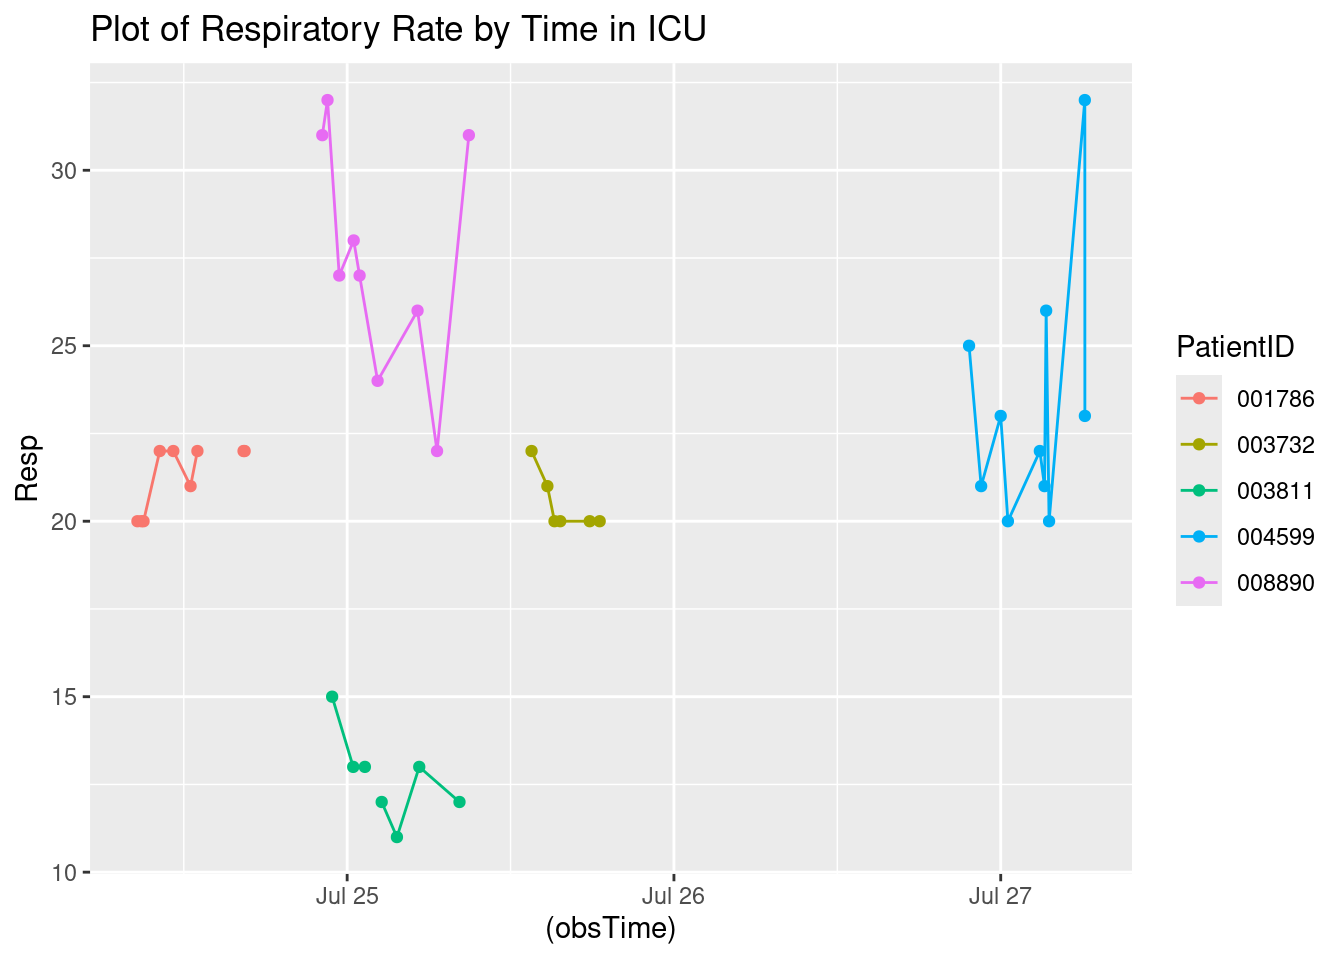 Plot of Respiratory Rate by Time in ICU
Resp
30
25
20
15
10
Jul 25
Jul 26
Jul 27
(obsTime)
PatientID
001786
003732
003811
004599
008890